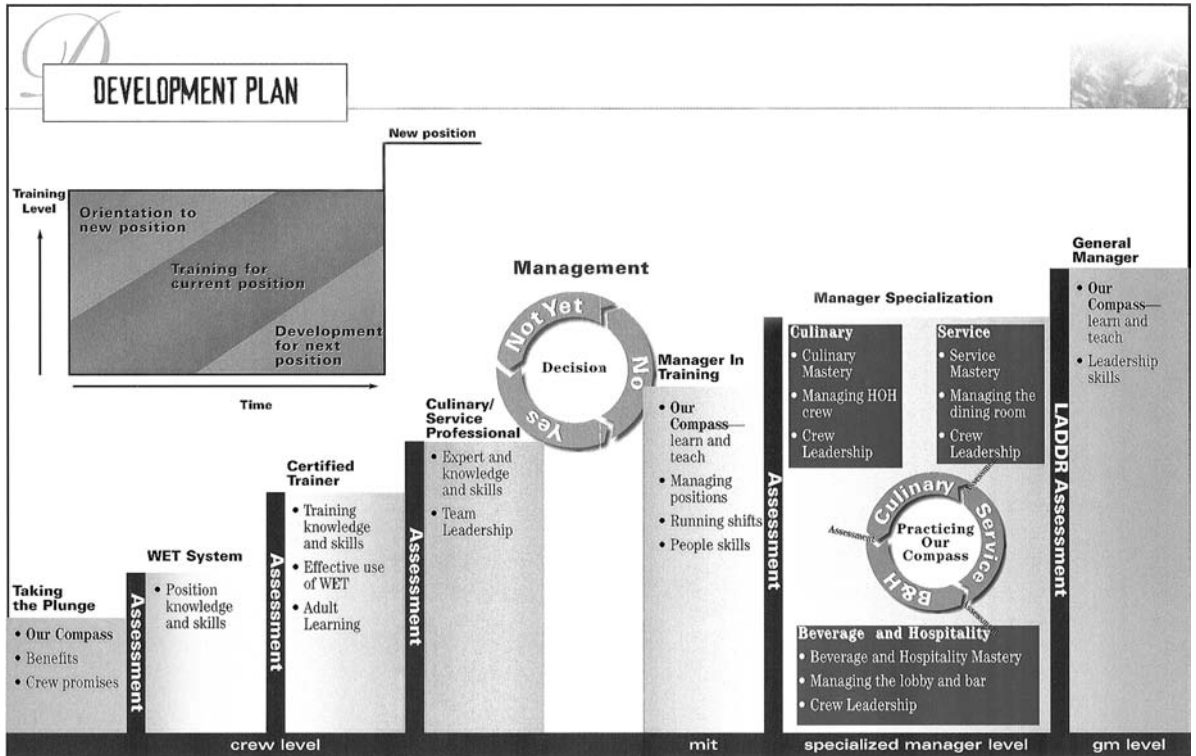 D
DEVELOPMENT PLAN
New position
Training
Level
Orientation to
new position
Training for
current position
Development
for next
position
Time
Taking
the Plunge
• Our Compass
• Benefits
• Crew promises
Assessment
WET System
• Position
knowledge
and skills
Assessment
Certified
Trainer
• Training
knowledge
and skills
• Effective use
of WET
• Adult
Learning
Assessment
Culinary/
Service
Professional
• Expert and
knowledge
and skills
• Team
Leadership
Management
Not Yet
No
Yes
Decision
Manager In
Training
• Our
Compass—
learn and
teach
• Managing
positions
• Running shifts
• People skills
Assessment
Manager Specialization
Culinary
• Culinary
Mastery
• Managing HOH
crew
• Crew
Leadership
Service
• Service
Mastery
• Managing the
dining room
• Crew
Leadership
Culinary
Service
B&H
Practicing
Our
Compass
Assessment
Assessment
Assessment
Beverage and Hospitality
• Beverage and Hospitality Mastery
• Managing the lobby and bar
• Crew Leadership
LADDR Assessment
General
Manager
• Our
Compass—
learn and
teach
• Leadership
skills
crew level
mit
specialized manager level
gm level